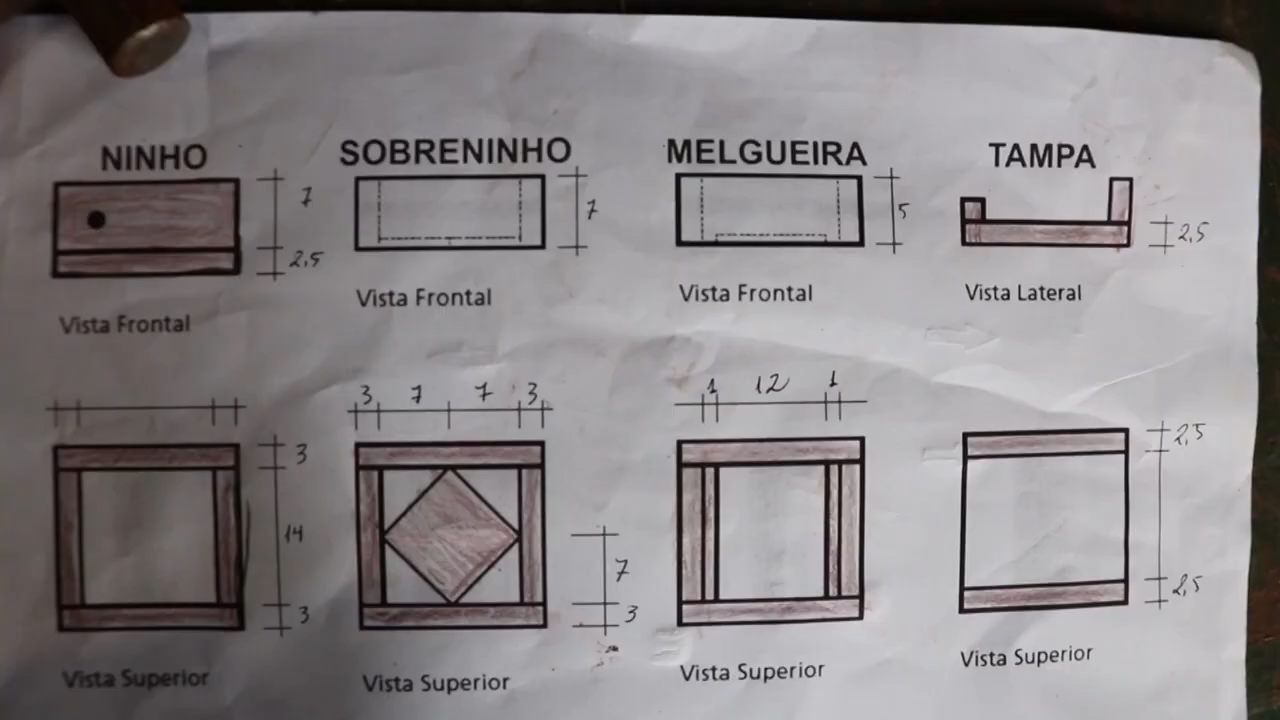 NINHO
7
2,5
Vista Frontal
SOBRENINHO
7
Vista Frontal
MELGUEIRA
5
Vista Frontal
TAMPA
2,5
Vista Lateral
3
14
3
Vista Superior
3 7 7 3
7
3
Vista Superior
1 12 1
Vista Superior
2,5
2,5
Vista Superior